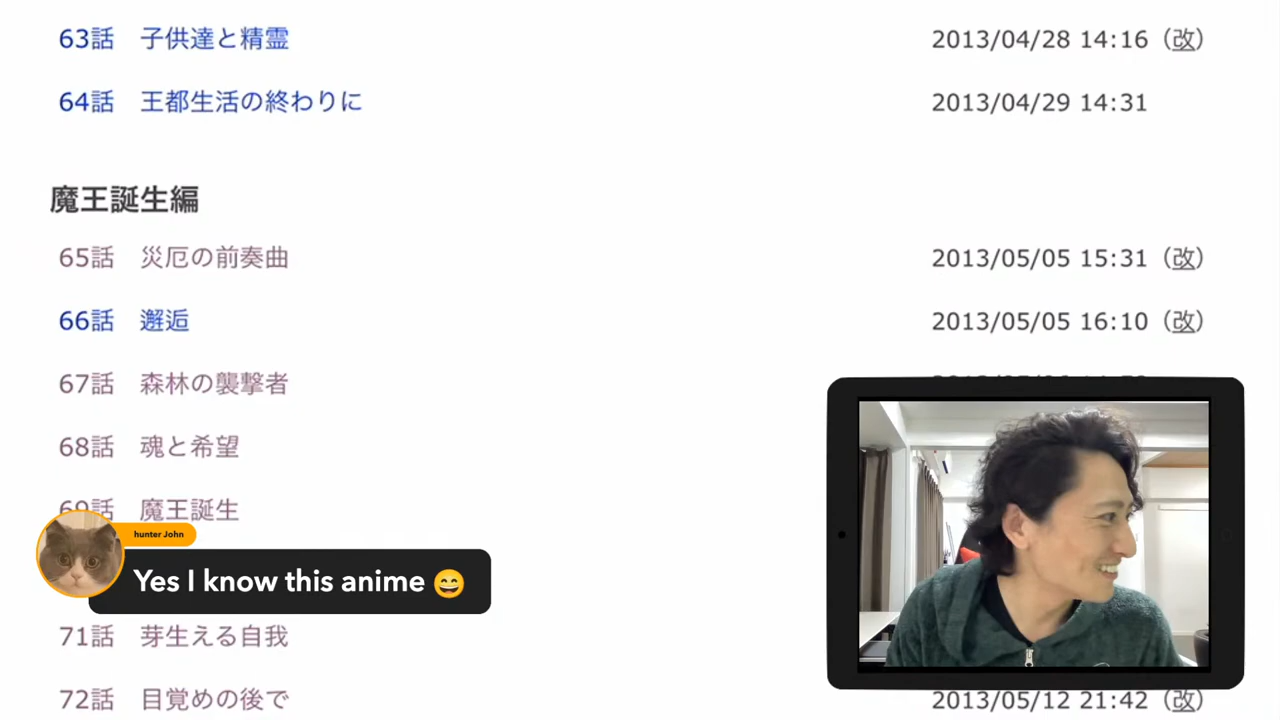 63話 子供達と精霊 2013/04/28 14:16（改）
64話 王都生活の終わりに 2013/04/29 14:31
魔王誕生編
65話 災厄の前奏曲 2013/05/05 15:31（改）
66話 邂逅 2013/05/05 16:10（改）
67話 森林の襲撃者
68話 魂と希望
69話 魔王誕生
hunter John
Yes I know this anime 😄
71話 芽生える自我
72話 目覚めの後で 2013/05/12 21:42（改）